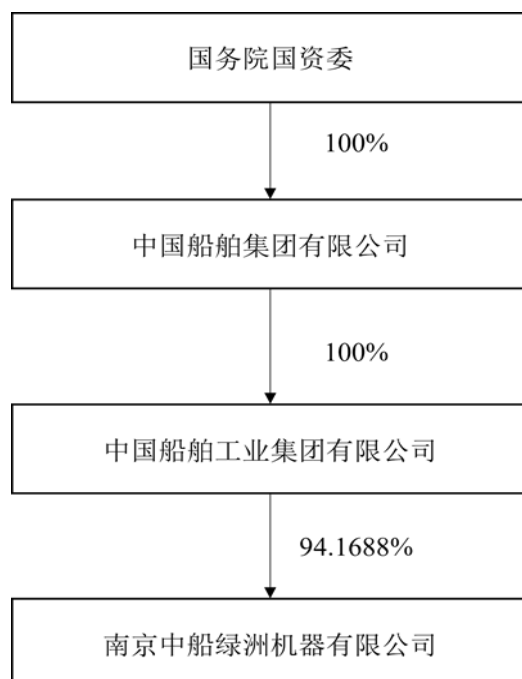 国务院国资委
100%
中国船舶集团有限公司
100%
中国船舶工业集团有限公司
94.1688%
南京中船绿洲机器有限公司